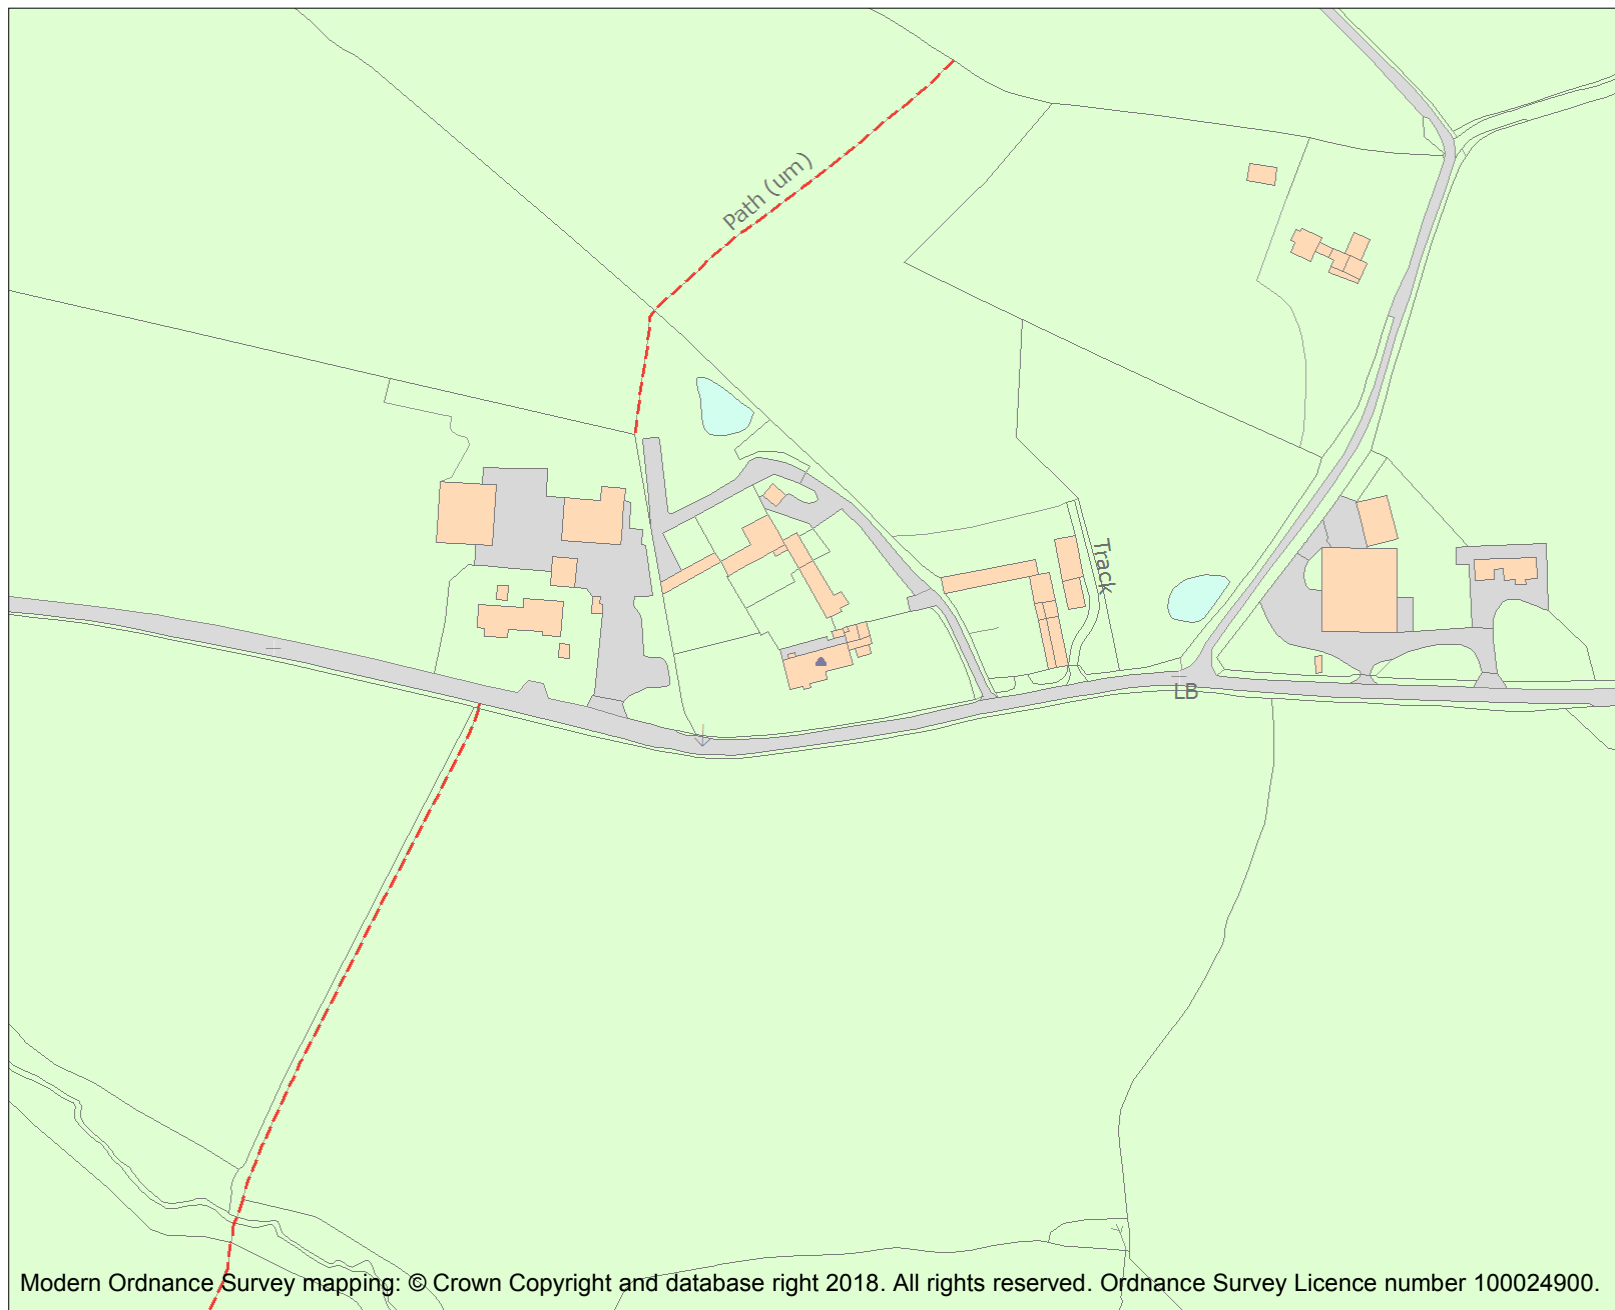 Path (um)
Track
LB
Modern Ordnance Survey mapping: © Crown Copyright and database right 2018. All rights reserved. Ordnance Survey Licence number 100024900.